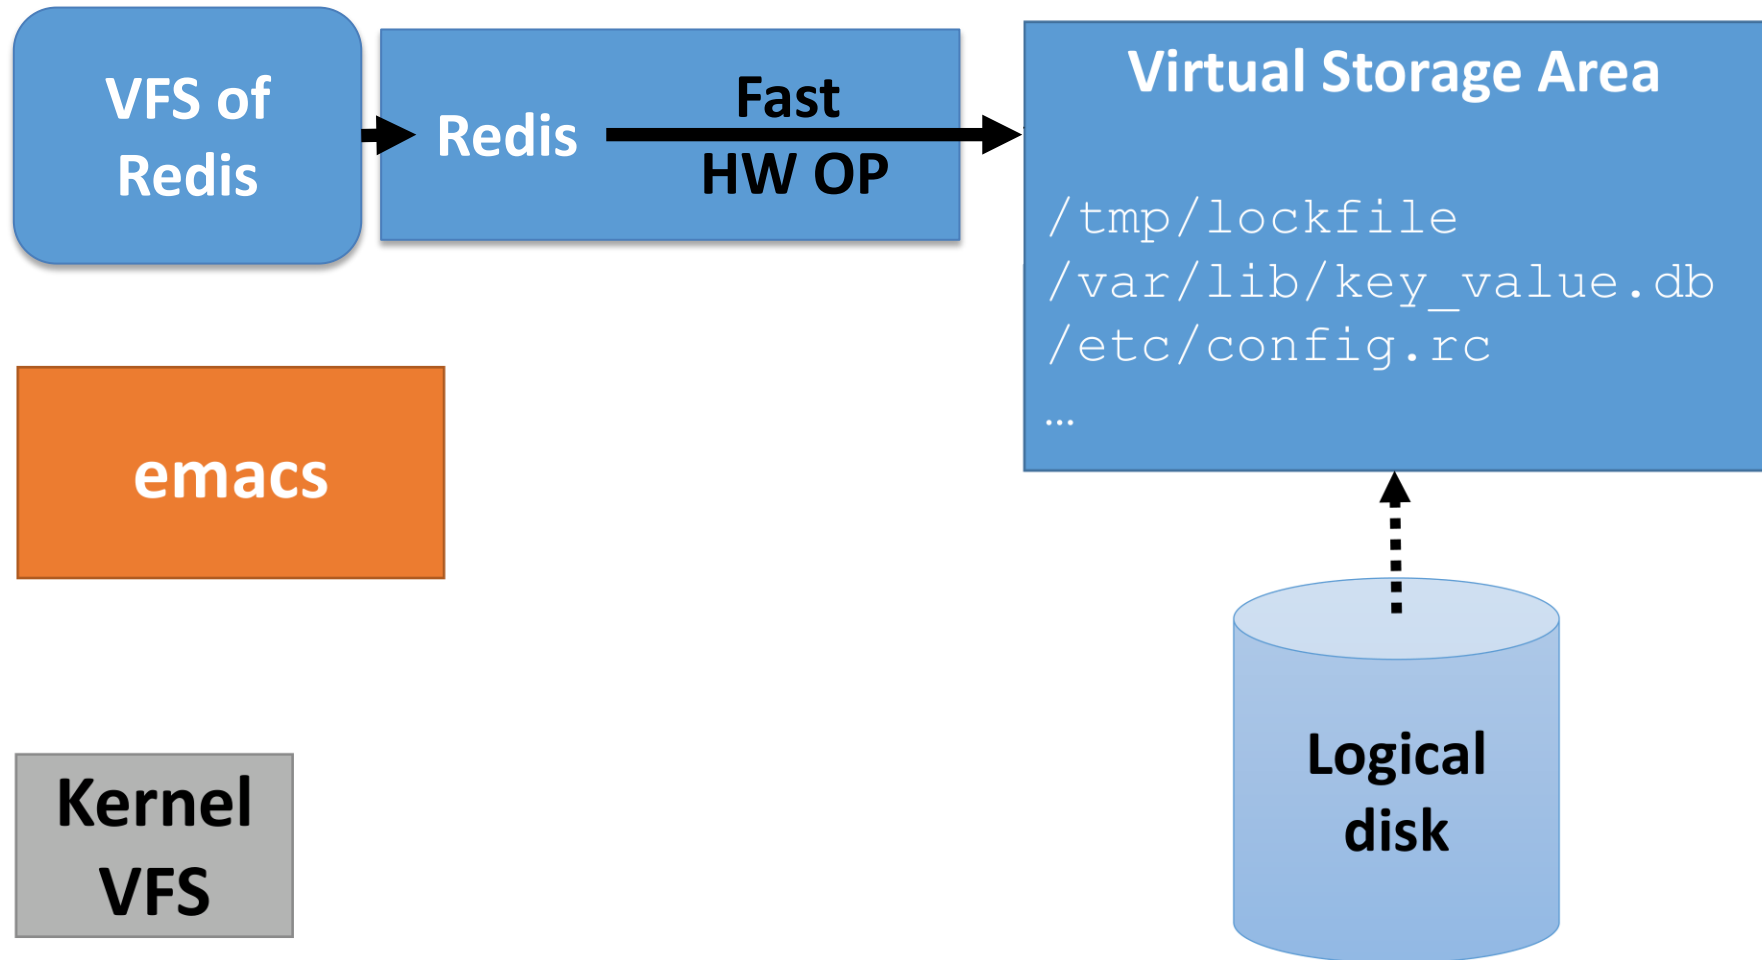 VFS of
Redis
Redis
Fast
HW OP
Virtual Storage Area
/tmp/lockfile
/var/lib/key_value.db
/etc/config.rc
…
emacs
Kernel
VFS
Logical
disk